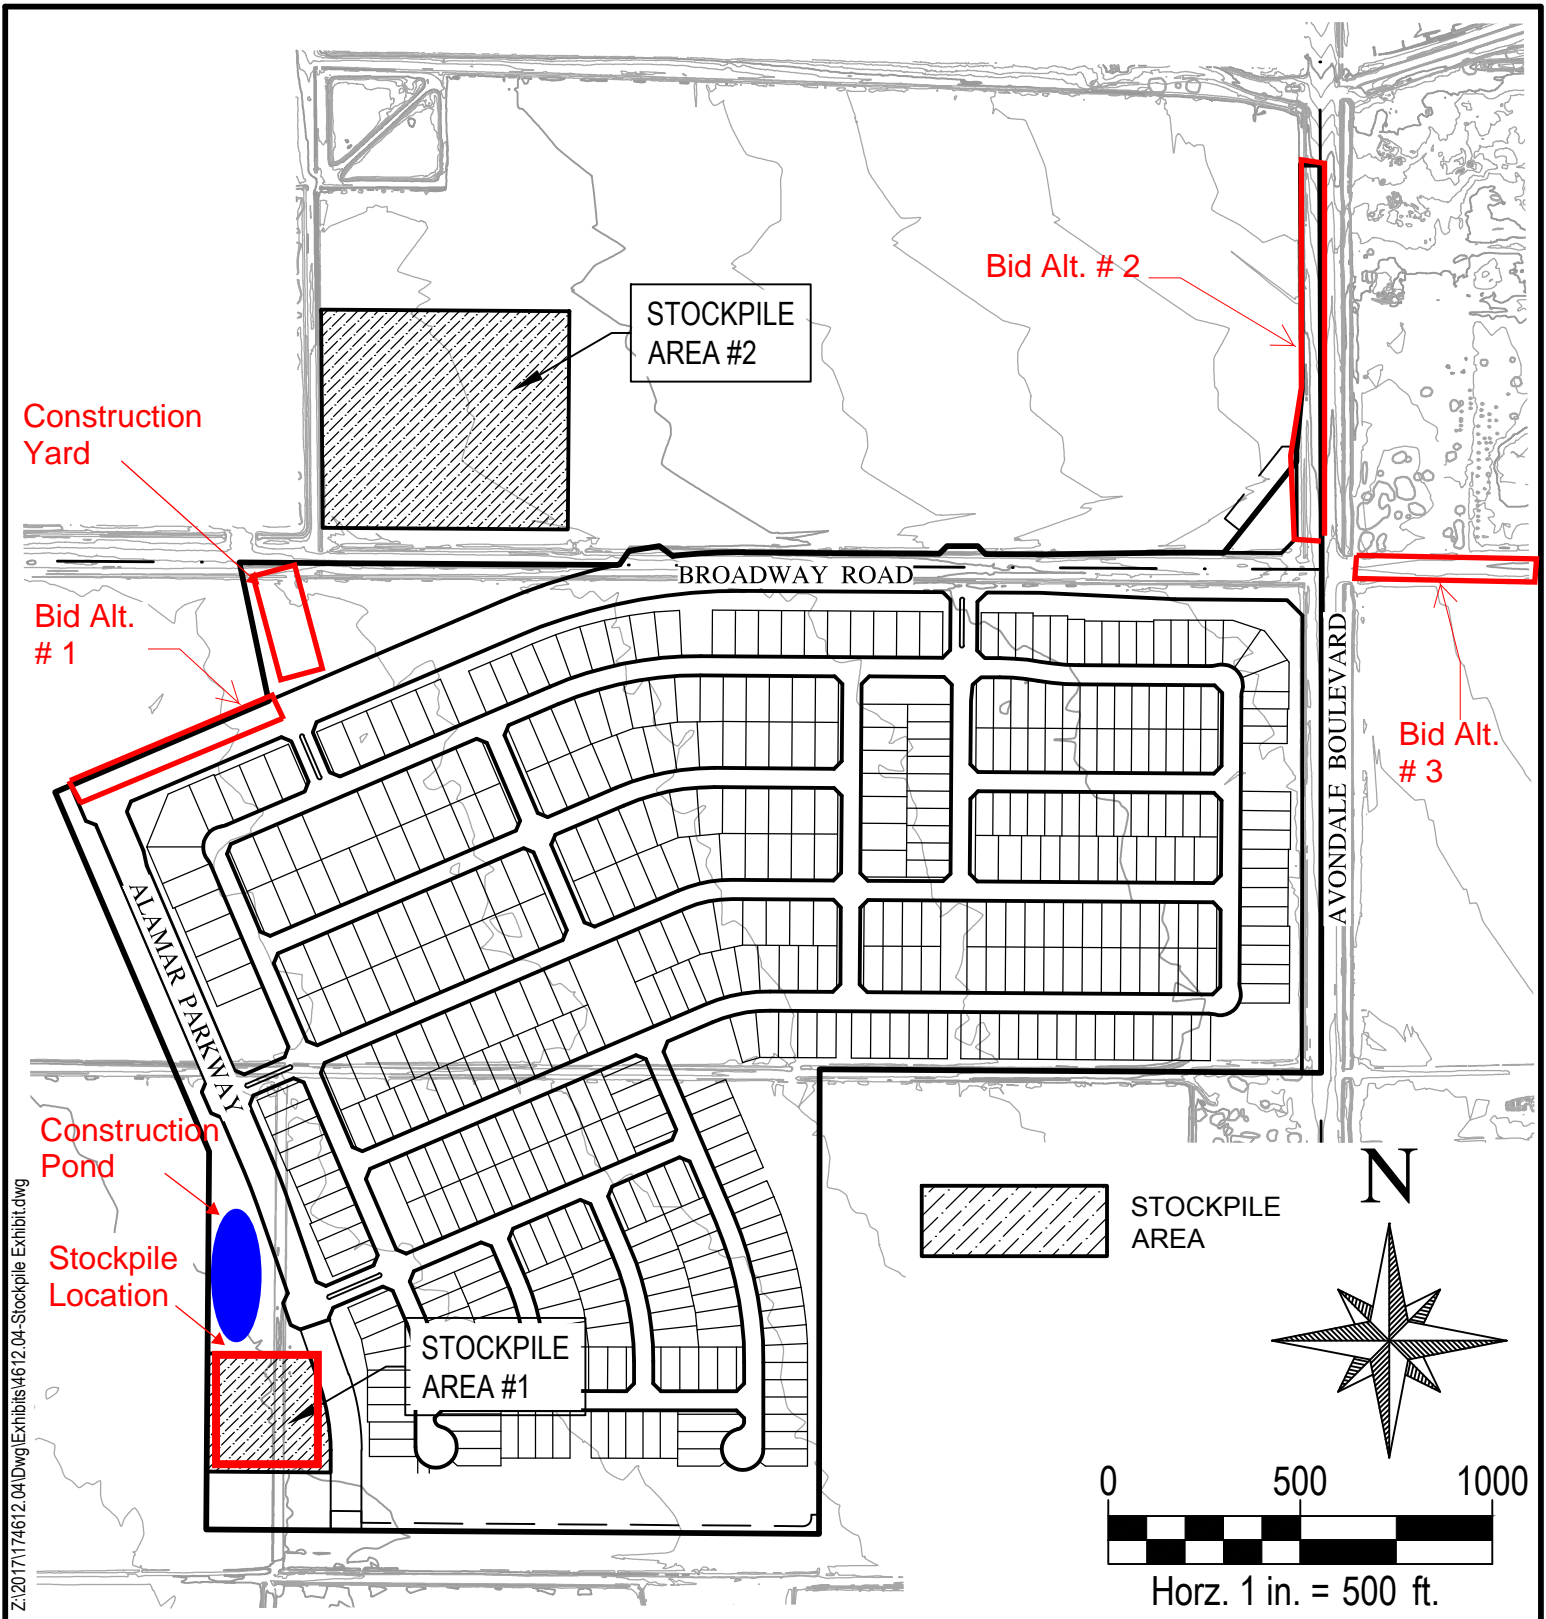 Bid Alt. # 2
STOCKPILE
AREA #2
Construction
Yard
BROADWAY ROAD
Bid Alt.
# 1
AVONDALE BOULEVARD
Bid Alt.
# 3
ALAMAR PARKWAY
Construction
Pond
N
STOCKPILE
AREA
Stockpile
Location
STOCKPILE
AREA #1
0 500 1000
Horz. 1 in. = 500 ft.
Z:\2017\174612.04\Dwg\Exhibits\4612.04-Stockpile Exhibit.dwg